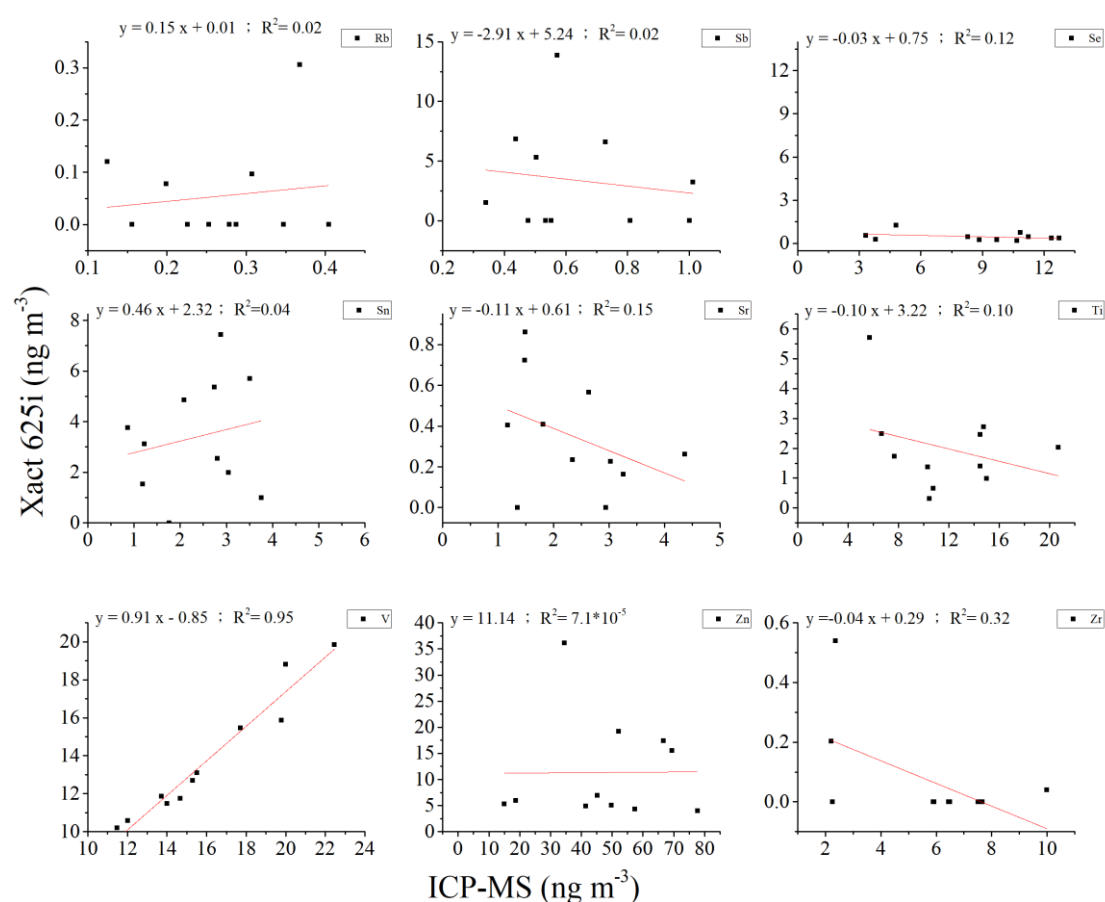 y = 0.15 x + 0.01 ; R²= 0.02
Rb
y = -2.91 x + 5.24 ; R²= 0.02
Sb
y = -0.03 x + 0.75 ; R²= 0.12
Se
0.3
0.2
0.1
0.0
0.1 0.2 0.3 0.4
15
10
5
0
0.4 0.6 0.8 1.0
12
9
6
3
0
0 3 6 9 12
y = 0.46 x + 2.32 ; R²=0.04
Sn
y = -0.11 x + 0.61 ; R²= 0.15
Sr
y = -0.10 x + 3.22 ; R²= 0.10
Ti
8
6
4
2
0
0 1 2 3 4 5 6
0.8
0.6
0.4
0.2
0.0
0 1 2 3 4 5
6
5
4
3
2
1
0
0 4 8 12 16 20
Xact 625i (ng m⁻³)
y = 0.91 x - 0.85 ; R²= 0.95
V
y = 11.14 ; R²= 7.1*10⁻⁵
Zn
y = -0.04 x + 0.29 ; R²= 0.32
Zr
20
18
16
14
12
10
10 12 14 16 18 20 22 24
40
35
30
25
20
15
10
5
0
0 10 20 30 40 50 60 70 80
0.6
0.4
0.2
0.0
2 4 6 8 10
ICP-MS (ng m⁻³)